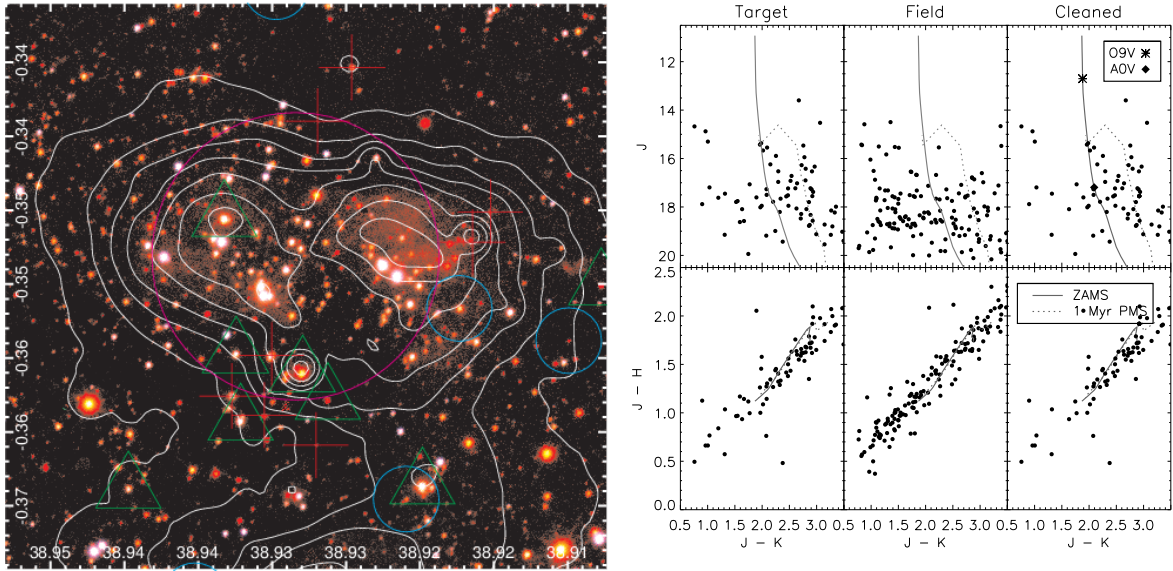 -0.34
-0.34
-0.35
-0.35
-0.36
-0.36
-0.37
38.95 38.94 38.94 38.93 38.93 38.92 38.92 38.91
Target Field Cleaned
J
12
14
16
18
20
O9V
A0V
J - H
2.5
2.0
1.5
1.0
0.5
0.0
ZAMS
1•Myr PMS
0.5 1.0 1.5 2.0 2.5 3.0 0.5 1.0 1.5 2.0 2.5 3.0 0.5 1.0 1.5 2.0 2.5 3.0
J - K J - K J - K